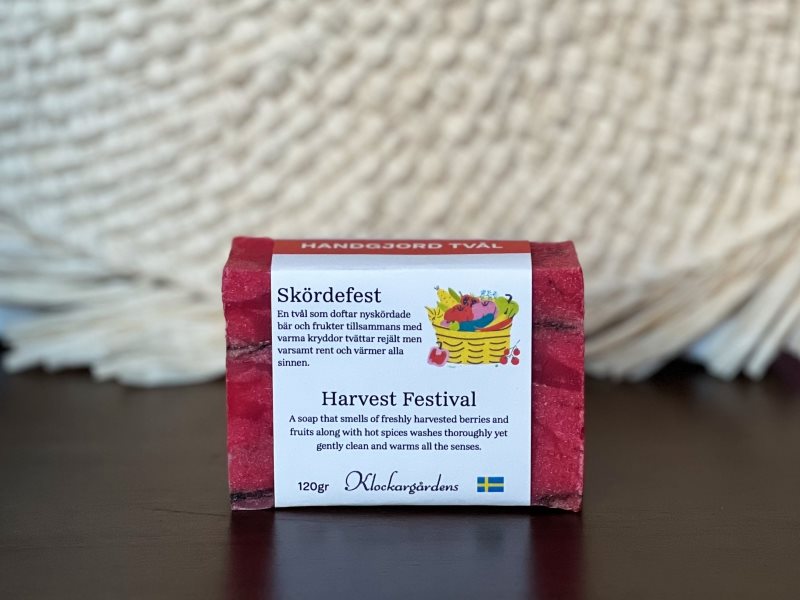 HANDGJORD TVÅL
Skördefest
En tvål som doftar nyskördade
bär och frukter tillsammans med
varma kryddor tvättar rejält men
varsamt rent och värmer alla
sinnen.
Harvest Festival
A soap that smells of freshly harvested berries and
fruits along with hot spices washes thoroughly yet
gently clean and warms all the senses.
120gr Klockargårdens